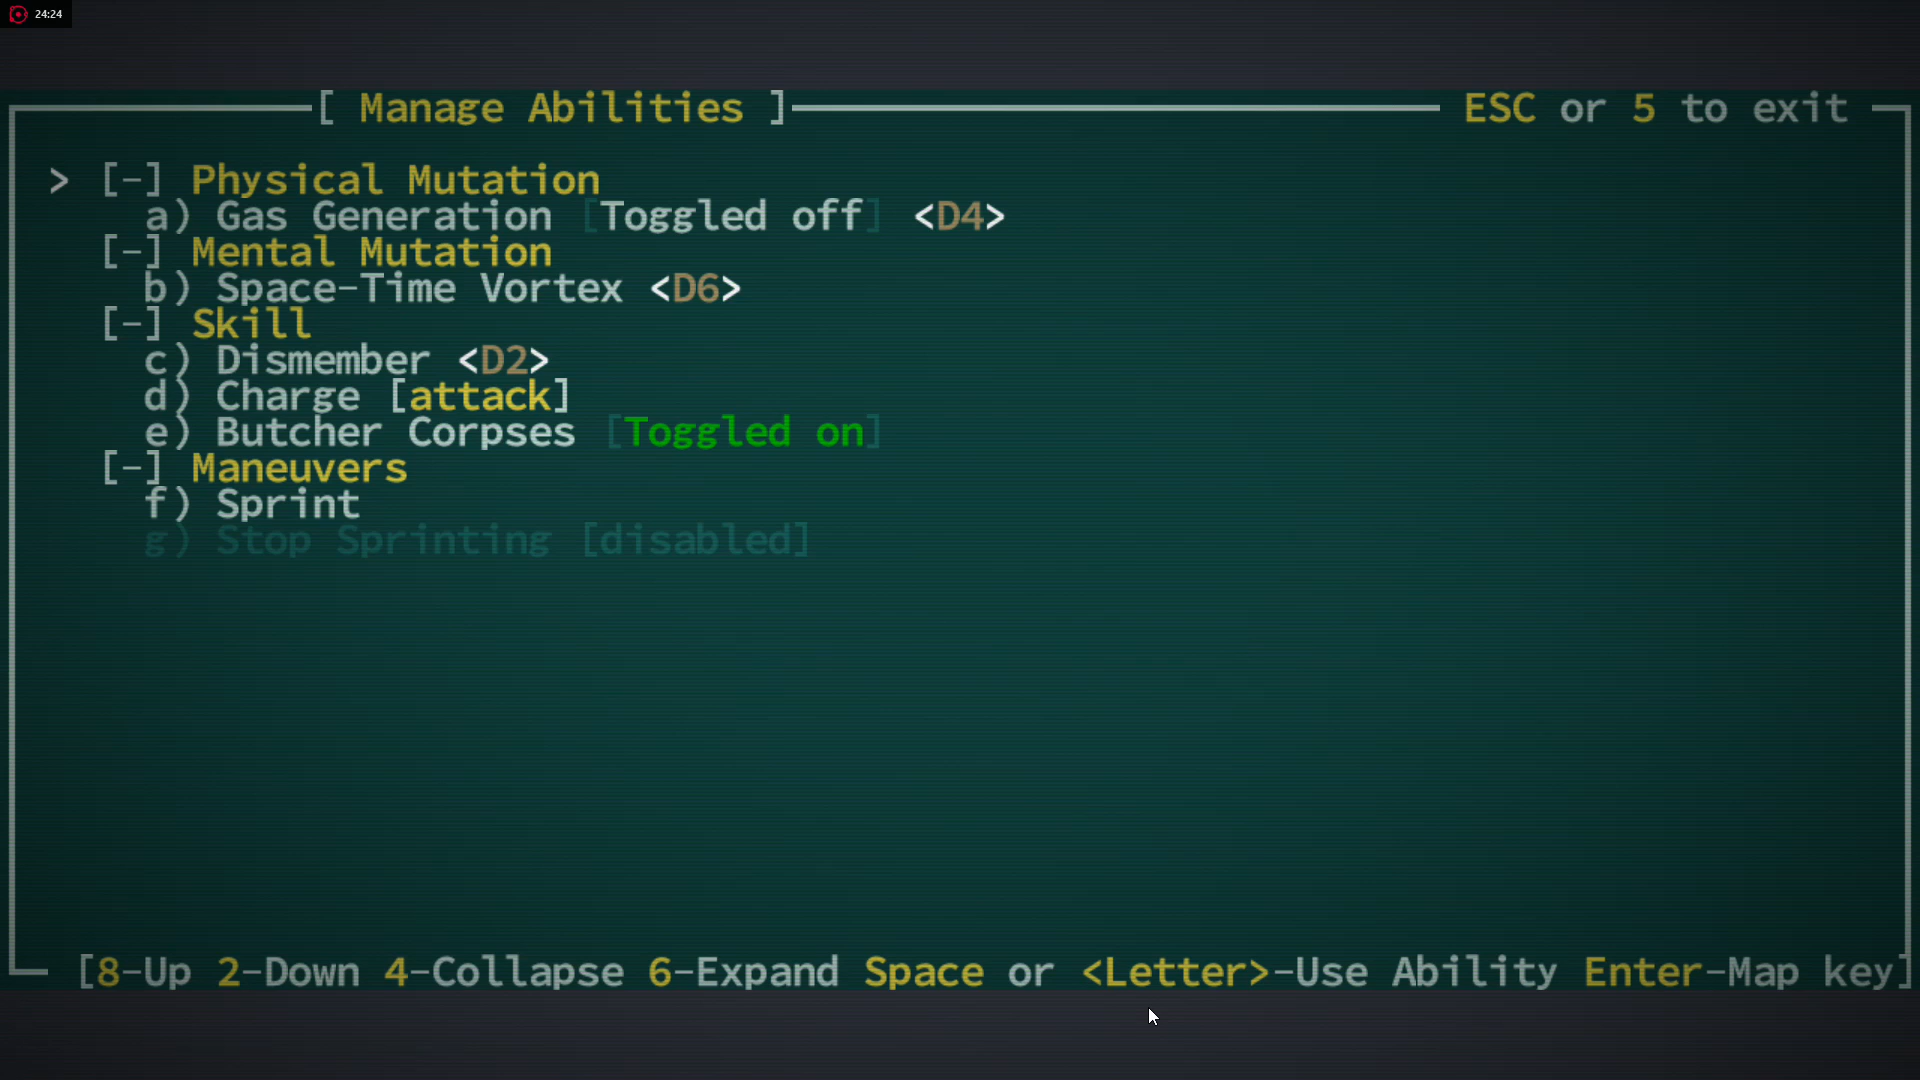 24:24
[ Manage Abilities ] ESC or 5 to exit
> [-] Physical Mutation
a) Gas Generation [Toggled off] <D4>
[-] Mental Mutation
b) Space-Time Vortex <D6>
[-] Skill
c) Dismember <D2>
d) Charge [attack]
e) Butcher Corpses [Toggled on]
[-] Maneuvers
f) Sprint
g) Stop Sprinting [disabled]
[8-Up 2-Down 4-Collapse 6-Expand Space or <Letter>-Use Ability Enter-Map key]